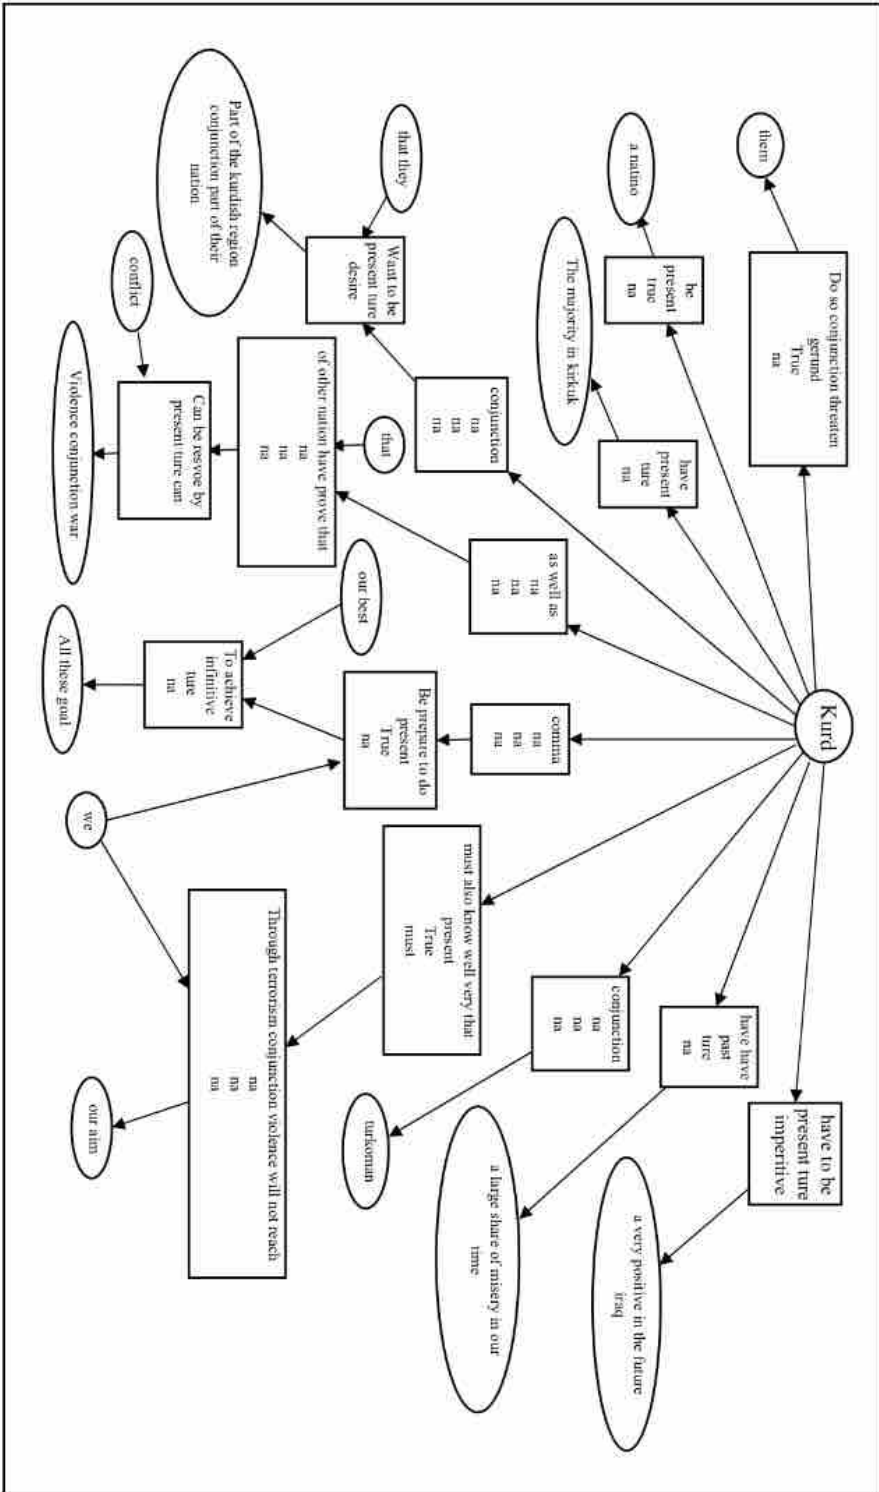 Kurd
Do so conjunction threaten
gerund
True
na
them
be
present
true
na
a natino
have
present
ture
na
The majority in kirkuk
conjunction
na
na
na
Want to be
present ture
desire
that they
Part of the kurdish region
conjunction part of their
nation
as well as
na
na
na
that
of other nation have prove that
na
na
na
conflict
Can be resvoe by
present ture can
Violence conjunction war
comma
na
na
na
Be prepare to do
present
True
na
our best
To achieve
infinitive
ture
na
All these goal
we
must also know well very that
present
True
must
Through terrorism conjunction violence will not reach
na
na
na
our aim
conjunction
na
na
na
turkoman
have have
past
ture
na
a large share of misery in our
time
have to be
present ture
imperitive
a very positive in the future
iraq